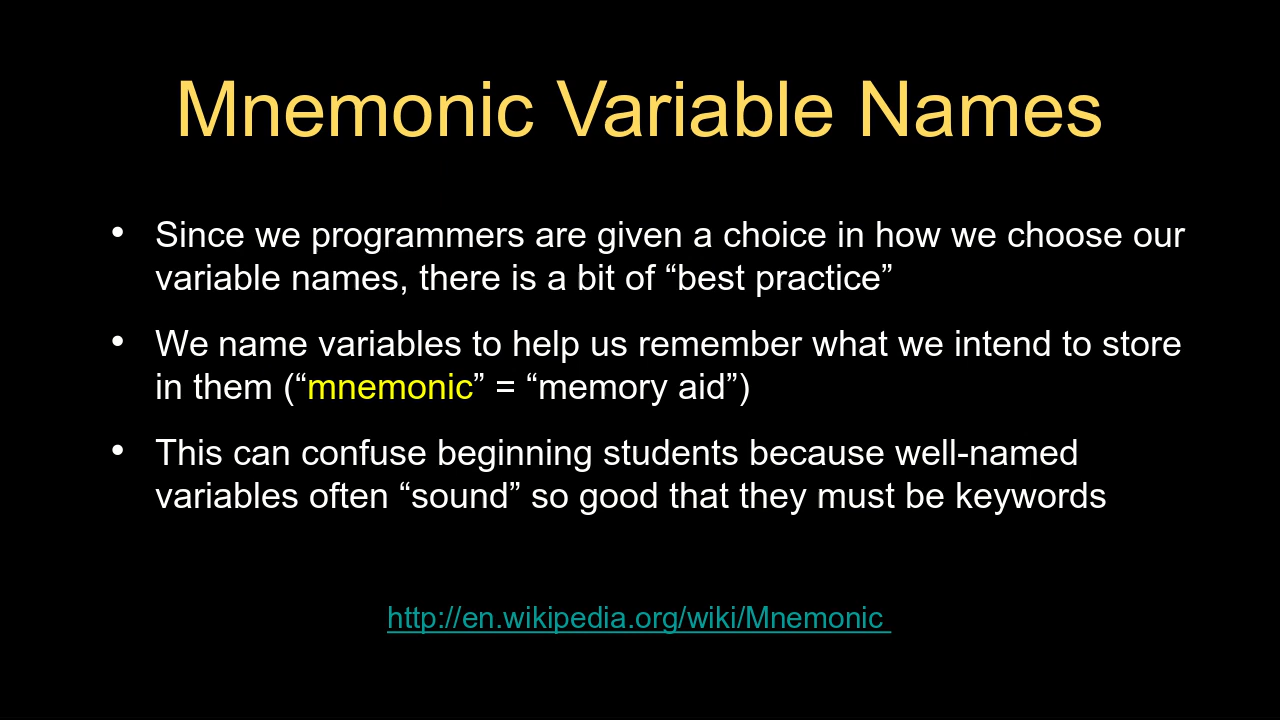 Mnemonic Variable Names
• Since we programmers are given a choice in how we choose our
variable names, there is a bit of “best practice”
• We name variables to help us remember what we intend to store
in them (“mnemonic” = “memory aid”)
• This can confuse beginning students because well-named
variables often “sound” so good that they must be keywords
http://en.wikipedia.org/wiki/Mnemonic